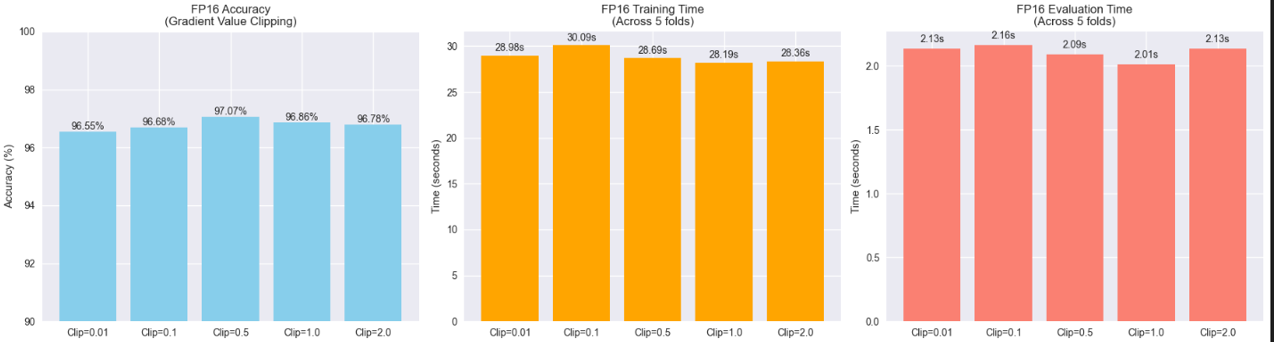 FP16 Accuracy
(Gradient Value Clipping)
100
98
96
94
92
90
Accuracy (%)
96.55%
96.68%
97.07%
96.86%
96.78%
Clip=0.01
Clip=0.1
Clip=0.5
Clip=1.0
Clip=2.0
FP16 Training Time
(Across 5 folds)
30
25
20
15
10
5
0
Time (seconds)
28.98s
30.09s
28.69s
28.19s
28.36s
Clip=0.01
Clip=0.1
Clip=0.5
Clip=1.0
Clip=2.0
FP16 Evaluation Time
(Across 5 folds)
2.0
1.5
1.0
0.5
0.0
Time (seconds)
2.13s
2.16s
2.09s
2.01s
2.13s
Clip=0.01
Clip=0.1
Clip=0.5
Clip=1.0
Clip=2.0